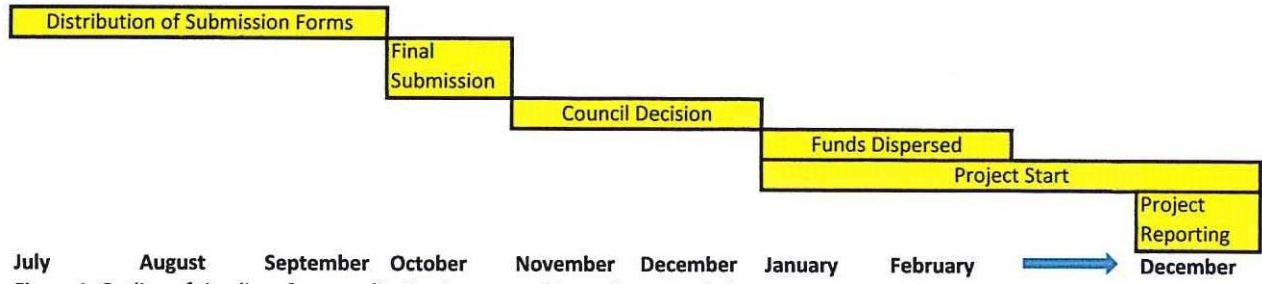 Distribution of Submission Forms
Final
Submission
Council Decision
Funds Dispersed
Project Start
Project
Reporting
July August September October November December January February December